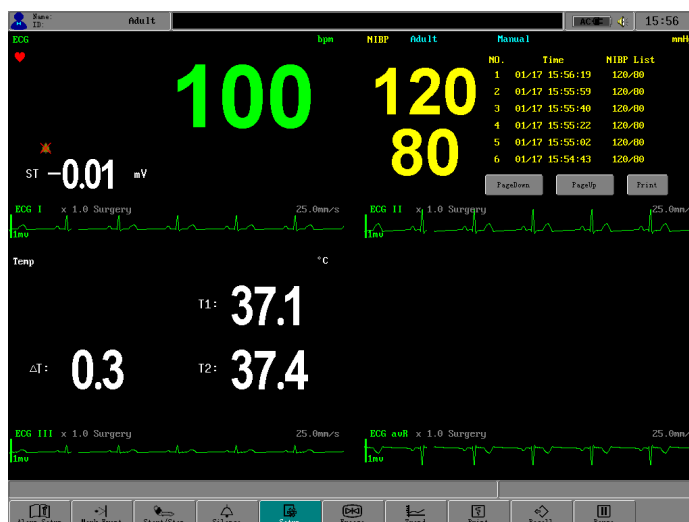 Name:
ID:
Adult
AC
15:56
ECG
bpm
100
ST -0.01 mV
NIBP Adult Manual mmH
120
80
NO. Time NIBP List
1 01/17 15:56:19 120/80
2 01/17 15:55:59 120/80
3 01/17 15:55:40 120/80
4 01/17 15:55:22 120/80
5 01/17 15:55:02 120/80
6 01/17 15:54:43 120/80
PageDown PageUp Print
ECG I x 1.0 Surgery 25.0mm/s
1mv
ECG II x 1.0 Surgery 25.0mm/
1mv
Temp °C
T1: 37.1
△T: 0.3
T2: 37.4
ECG III x 1.0 Surgery 25.0mm/s
1mv
ECG avR x 1.0 Surgery 25.0mm/
1mv